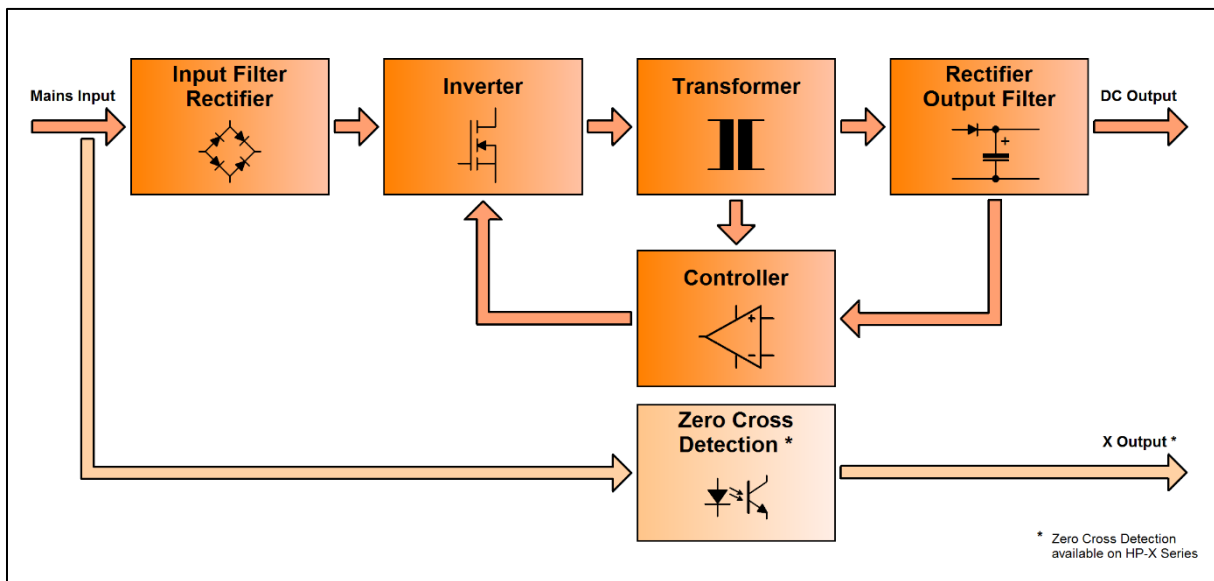 Mains Input
Input Filter
Rectifier
Inverter
Transformer
Rectifier
Output Filter
+
DC Output
Controller
+
-
Zero Cross
Detection *
X Output *
* Zero Cross Detection
available on HP-X Series